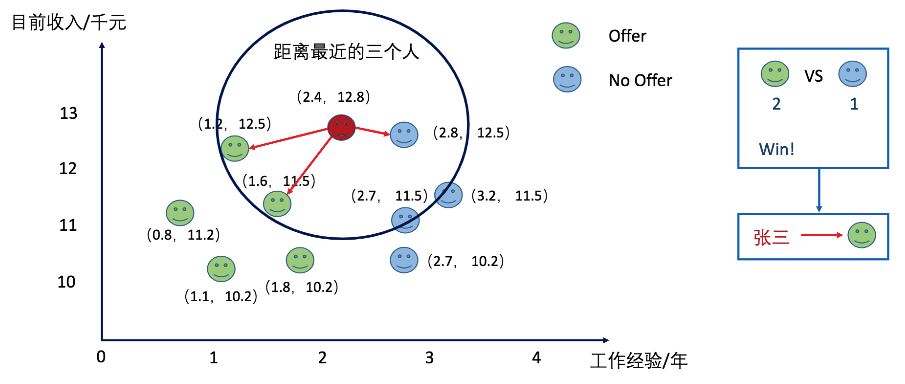 目前收入/千元
Offer
距离最近的三个人
No Offer
VS
(2.4, 12.8)
2 1
13
(1.2, 12.5)
(2.8, 12.5)
Win!
12
(1.6, 11.5)
(2.7, 11.5)
(3.2, 11.5)
11
(0.8, 11.2)
张三
(2.7, 10.2)
10
(1.1, 10.2)
(1.8, 10.2)
0 1 2 3 4
工作经验/年